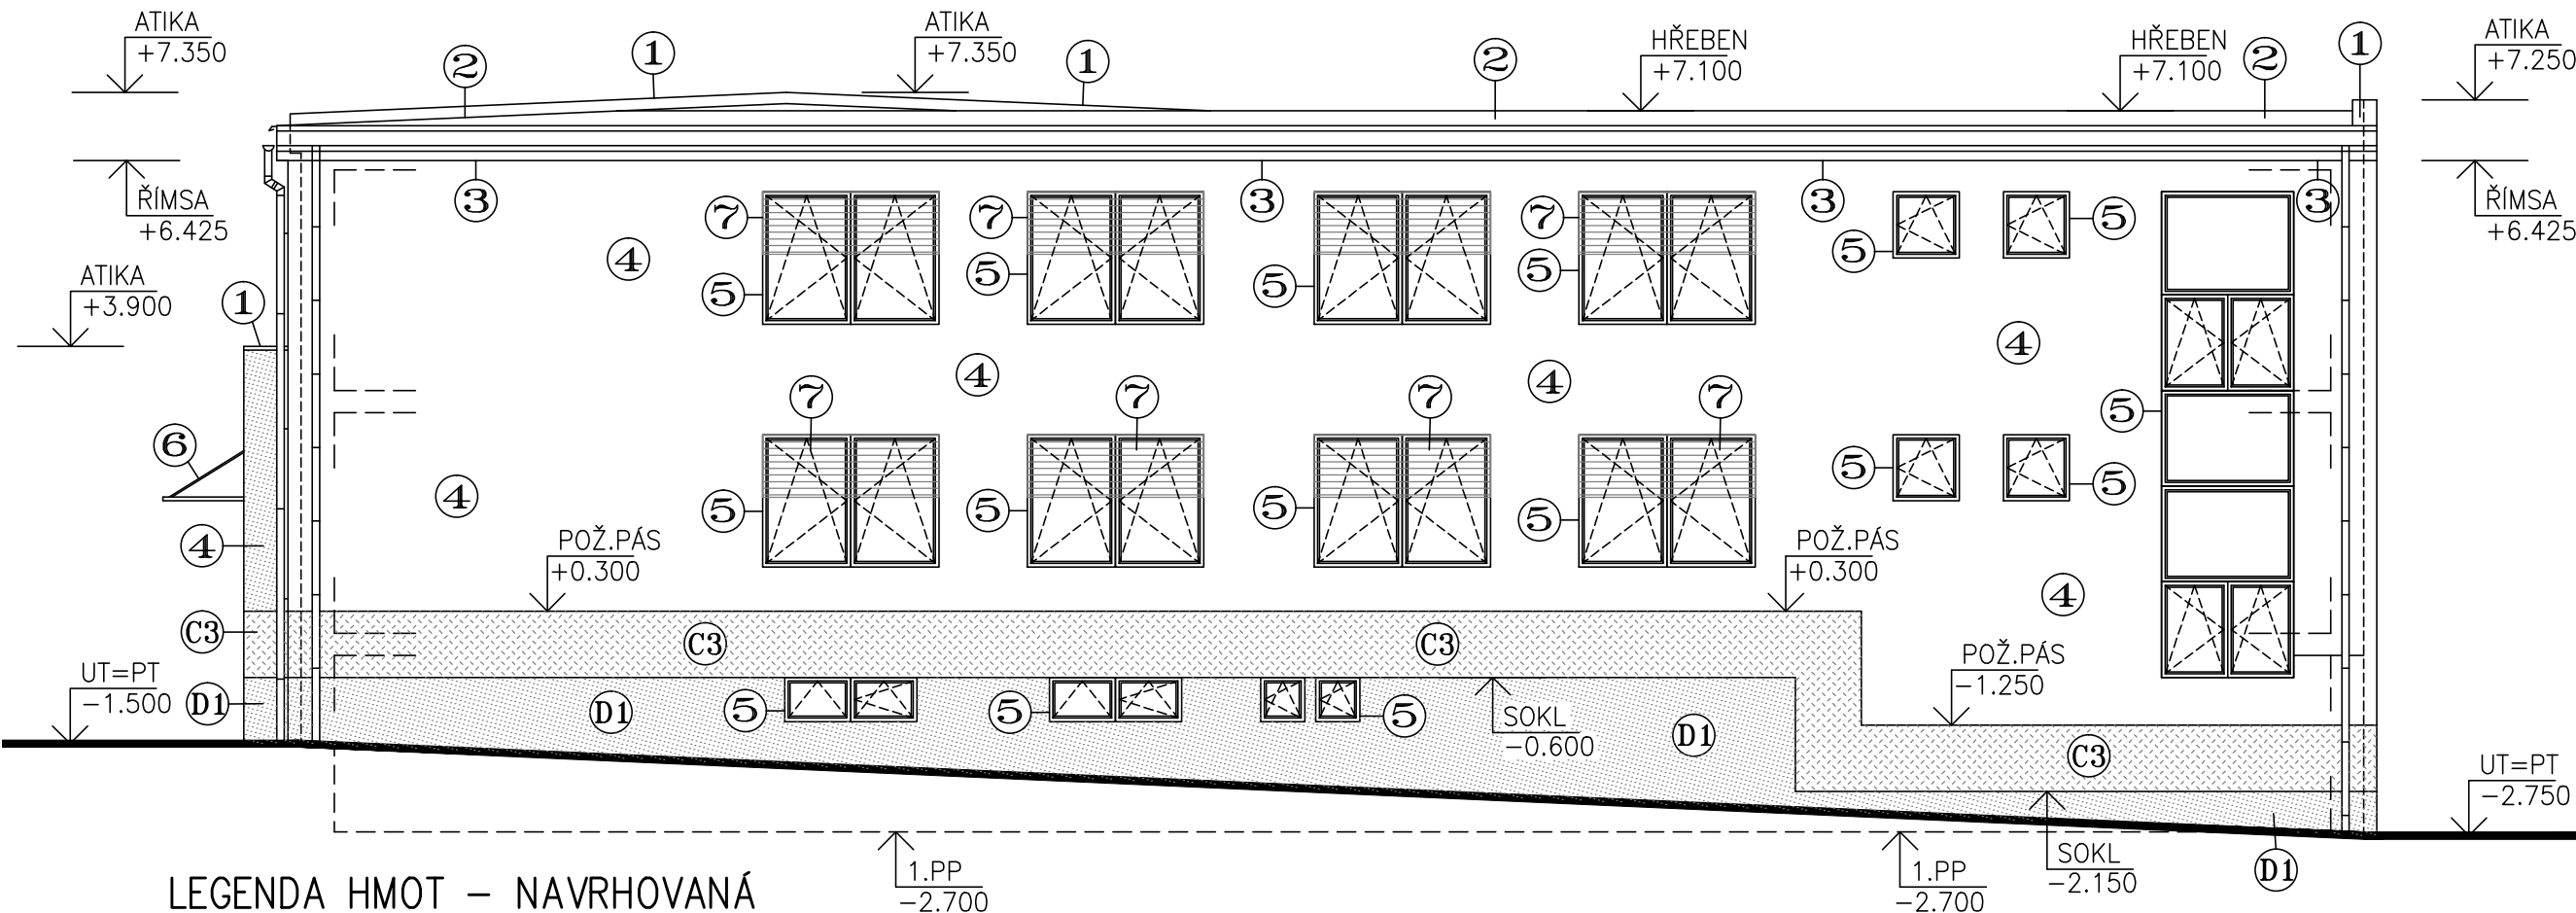 ATIKA
+7.350
1
2
ATIKA
+7.350
1
2
HŘEBEN
+7.100
HŘEBEN
+7.100
2
1
ATIKA
+7.250
ŘÍMSA
+6.425
3
3
3
3
ŘÍMSA
+6.425
7
7
7
7
5
5
4
5
5
5
5
ATIKA
+3.900
1
4
4
4
5
7
7
7
7
6
4
5
5
5
5
5
5
4
POŽ.PÁS
+0.300
POŽ.PÁS
+0.300
4
C3
C3
C3
UT=PT
-1.500
D1
D1
5
5
5
SOKL
-0.600
D1
POŽ.PÁS
-1.250
C3
UT=PT
-2.750
1.PP
-2.700
1.PP
-2.700
SOKL
-2.150
D1
LEGENDA HMOT - NAVRHOVANÁ